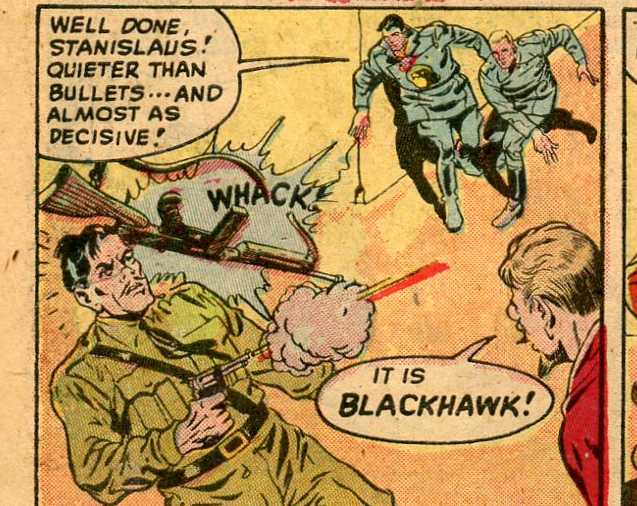 WELL DONE,
STANISLAUS!
QUIETER THAN
BULLETS...AND
ALMOST AS
DECISIVE!
WHACK!
IT IS
BLACKHAWK!